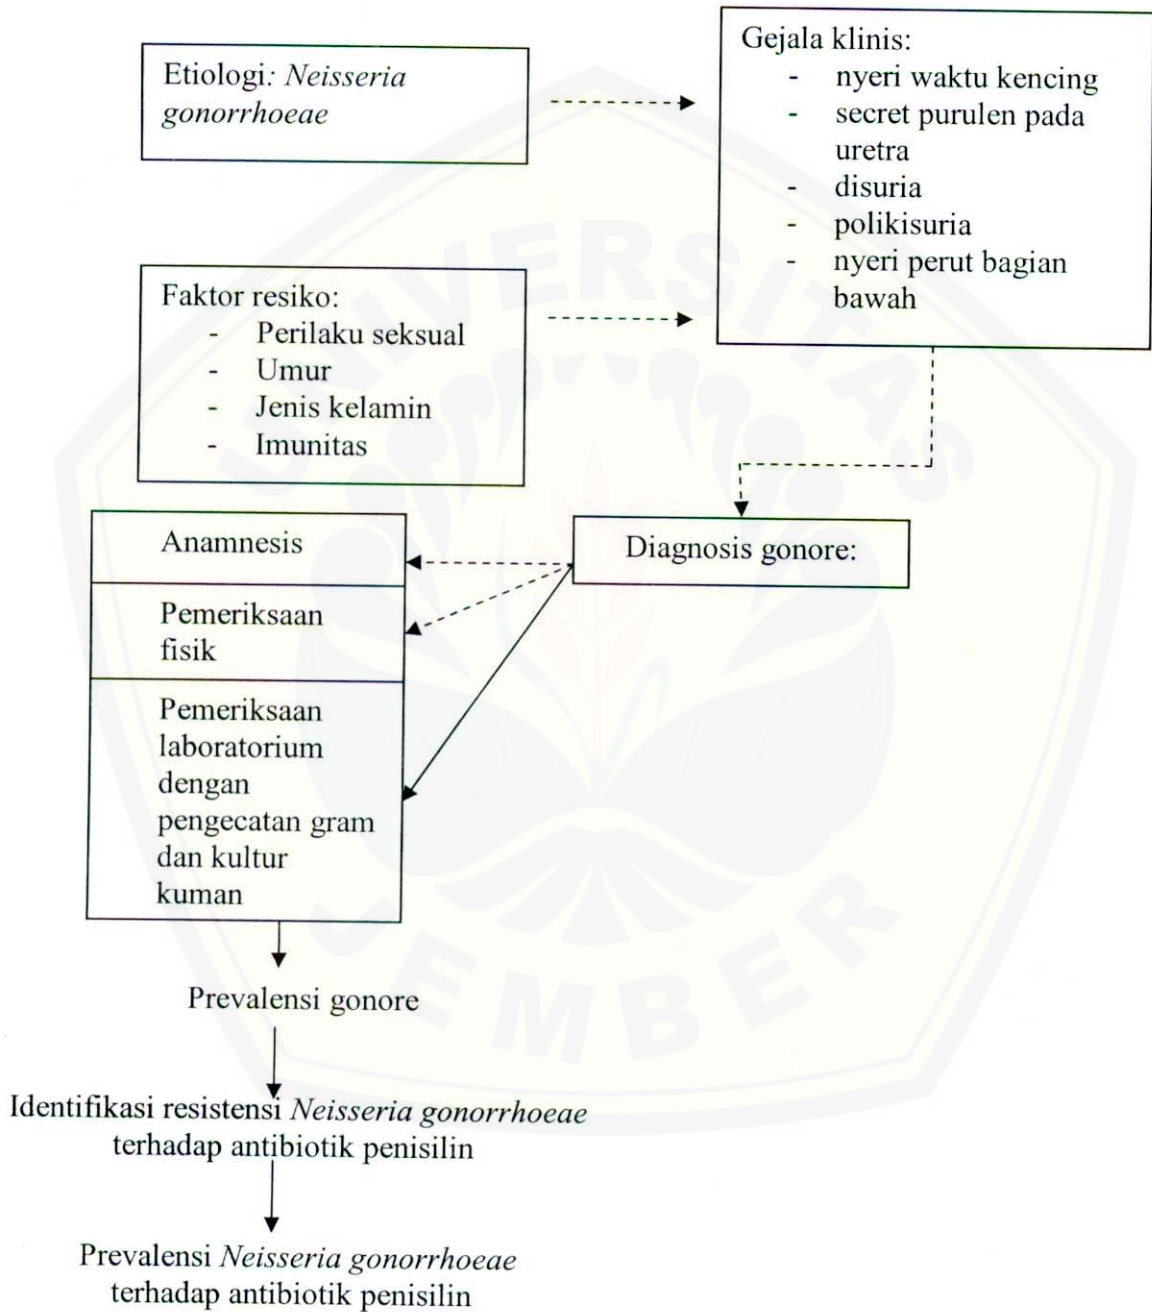 Etiologi: Neisseria
gonorrhoeae
Gejala klinis:
- nyeri waktu kencing
- secret purulen pada
uretra
- disuria
- polikisuria
- nyeri perut bagian
bawah
Faktor resiko:
- Perilaku seksual
- Umur
- Jenis kelamin
- Imunitas
Diagnosis gonore:
Anamnesis
Pemeriksaan
fisik
Pemeriksaan
laboratorium
dengan
pengecatan gram
dan kultur
kuman
Prevalensi gonore
Identifikasi resistensi Neisseria gonorrhoeae
terhadap antibiotik penisilin
Prevalensi Neisseria gonorrhoeae
terhadap antibiotik penisilin
UNIVERSITAS
JEMBER